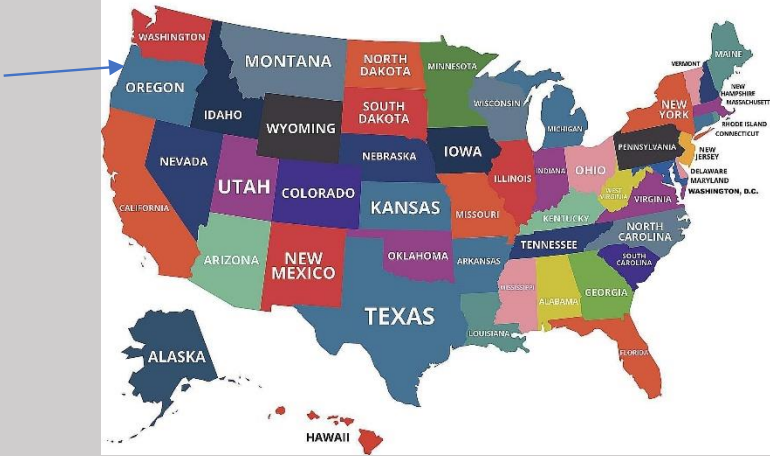 WASHINGTON
MONTANA
NORTH
DAKOTA
MINNESOTA
MAINE
VERMONT
OREGON
IDAHO
WYOMING
SOUTH
DAKOTA
WISCONSIN
MICHIGAN
NEW
YORK
NEW
HAMPSHIRE
MASSACHUSETT
RHODE ISLAND
CONNECTICUT
NEVADA
UTAH
COLORADO
NEBRASKA
IOWA
ILLINOIS
INDIANA
OHIO
PENNSYLVANIA
NEW
JERSEY
DELAWARE
MARYLAND
WASHINGTON, D.C.
CALIFORNIA
KANSAS
MISSOURI
KENTUCKY
WEST
VIRGINIA
VIRGINIA
ARIZONA
NEW
MEXICO
OKLAHOMA
ARKANSAS
TENNESSEE
NORTH
CAROLINA
SOUTH
CAROLINA
TEXAS
LOUISIANA
MISSISSIPPI
ALABAMA
GEORGIA
FLORIDA
ALASKA
HAWAII